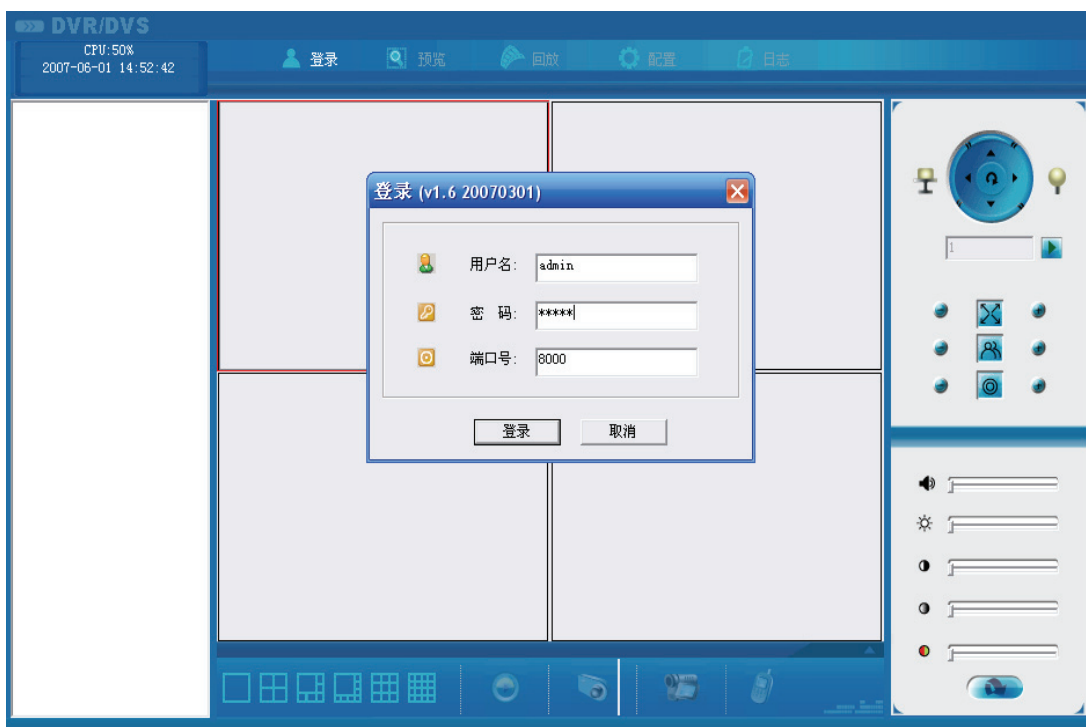 DVR/DVS
CPU:50%
2007-06-01 14:52:42
登录 预览 回放 配置 日志
登录 (v1.6 20070301)
用户名: admin
密 码: *****
端口号: 8000
登录 取消
1